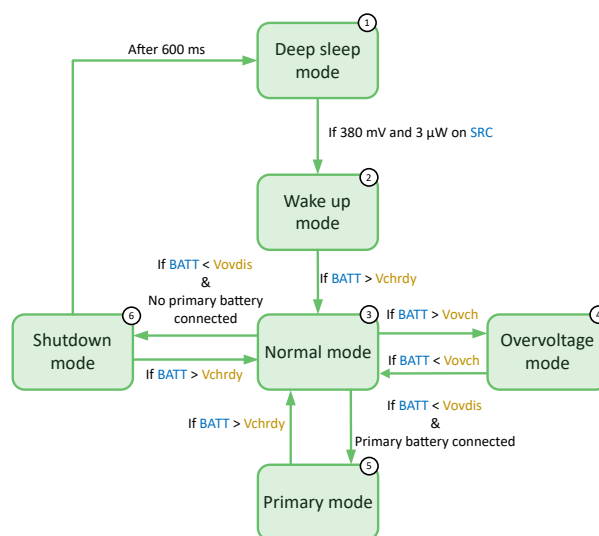 1
Deep sleep
mode
After 600 ms
If 380 mV and 3 µW on SRC
2
Wake up
mode
If BATT < Vovdis
&
No primary battery
connected
If BATT > Vchrdy
6
Shutdown
mode
3
Normal mode
If BATT > Vovch
4
Overvoltage
mode
If BATT < Vovch
If BATT > Vchrdy
If BATT > Vchrdy
If BATT < Vovdis
&
Primary battery connected
5
Primary mode